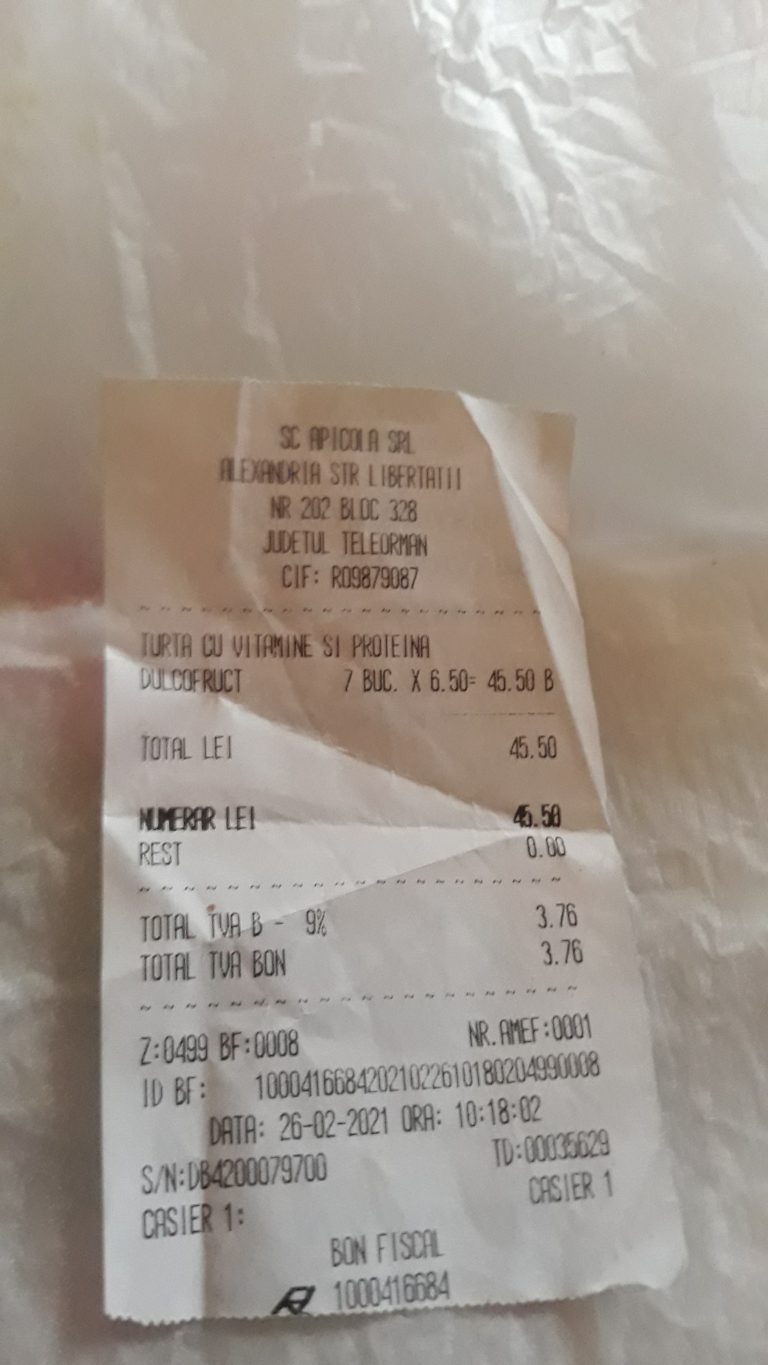 SC APICOLA SRL
ALEXANDRIA STR LIBERTATII
NR 202 BLOC 328
JUDETUL TELEORMAN
CIF: RO9879087
TURTA CU VITAMINE SI PROTEINA
DULCOFRUCT 7 BUC. X 6.50= 45.50 B
TOTAL LEI 45.50
NUMERAR LEI 45.50
REST 0.00
TOTAL TVA B - 9% 3.76
TOTAL TVA BON 3.76
Z:0499 BF:0008 NR.AMEF:0001
ID BF: 10004166842021022610180204990008
DATA: 26-02-2021 ORA: 10:18:02
S/N:DB4200079700 TD:00035629
CASIER 1: CASIER 1
BON FISCAL
1000416684